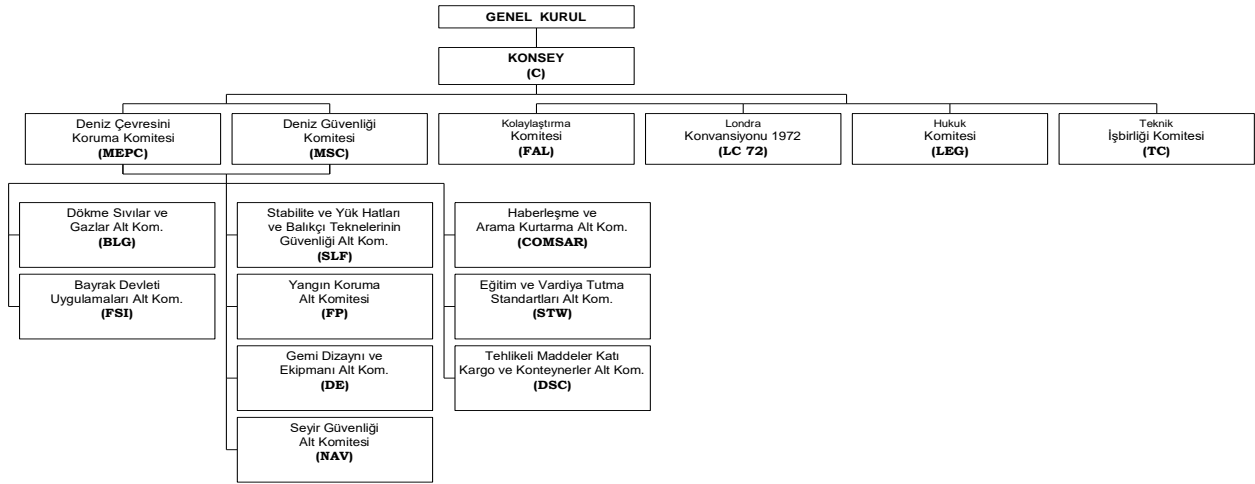 GENEL KURUL
KONSEY
(C)
Deniz Çevresini
Koruma Komitesi
(MEPC)
Deniz Güvenliği
Komitesi
(MSC)
Kolaylaştırma
Komitesi
(FAL)
Londra
Konvansiyonu 1972
(LC 72)
Hukuk
Komitesi
(LEG)
Teknik
İşbirliği Komitesi
(TC)
Dökme Sıvılar ve
Gazlar Alt Kom.
(BLG)
Stabilite ve Yük Hatları
ve Balıkçı Teknelerinin
Güvenliği Alt Kom.
(SLF)
Haberleşme ve
Arama Kurtarma Alt Kom.
(COMSAR)
Bayrak Devleti
Uygulamaları Alt Kom.
(FSI)
Yangın Koruma
Alt Komitesi
(FP)
Eğitim ve Vardiya Tutma
Standartları Alt Kom.
(STW)
Gemi Dizaynı ve
Ekipmanı Alt Kom.
(DE)
Tehlikeli Maddeler Katı
Kargo ve Konteynerler Alt Kom.
(DSC)
Seyir Güvenliği
Alt Komitesi
(NAV)